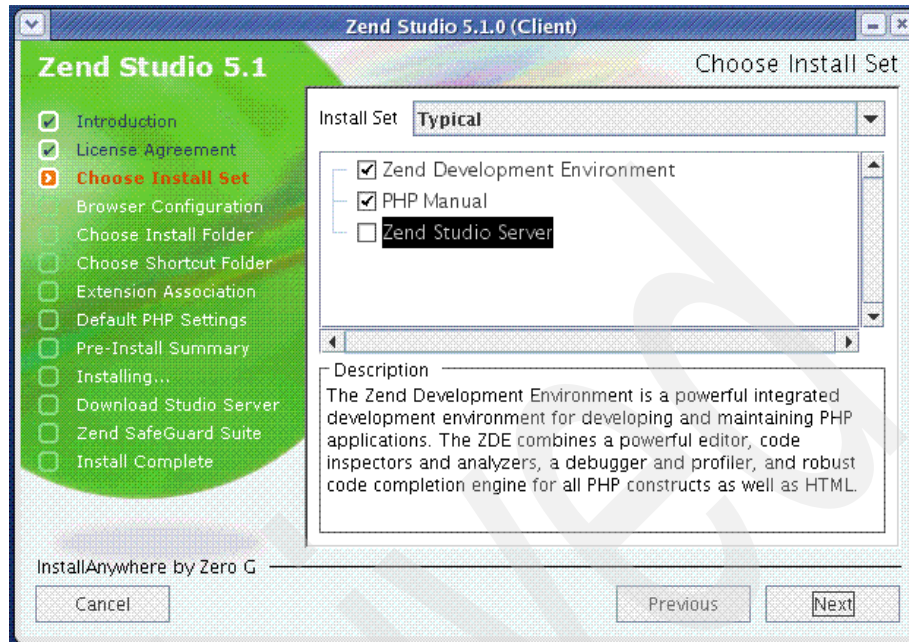 Zend Studio 5.1.0 (Client)
Zend Studio 5.1
Choose Install Set
Introduction
License Agreement
Choose Install Set
Browser Configuration
Choose Install Folder
Choose Shortcut Folder
Extension Association
Default PHP Settings
Pre-Install Summary
Installing...
Download Studio Server
Zend SafeGuard Suite
Install Complete
Install Set Typical
Zend Development Environment
PHP Manual
Zend Studio Server
Description
The Zend Development Environment is a powerful integrated
development environment for developing and maintaining PHP
applications. The ZDE combines a powerful editor, code
inspectors and analyzers, a debugger and profiler, and robust
code completion engine for all PHP constructs as well as HTML.
InstallAnywhere by Zero G
Cancel
Previous
Next